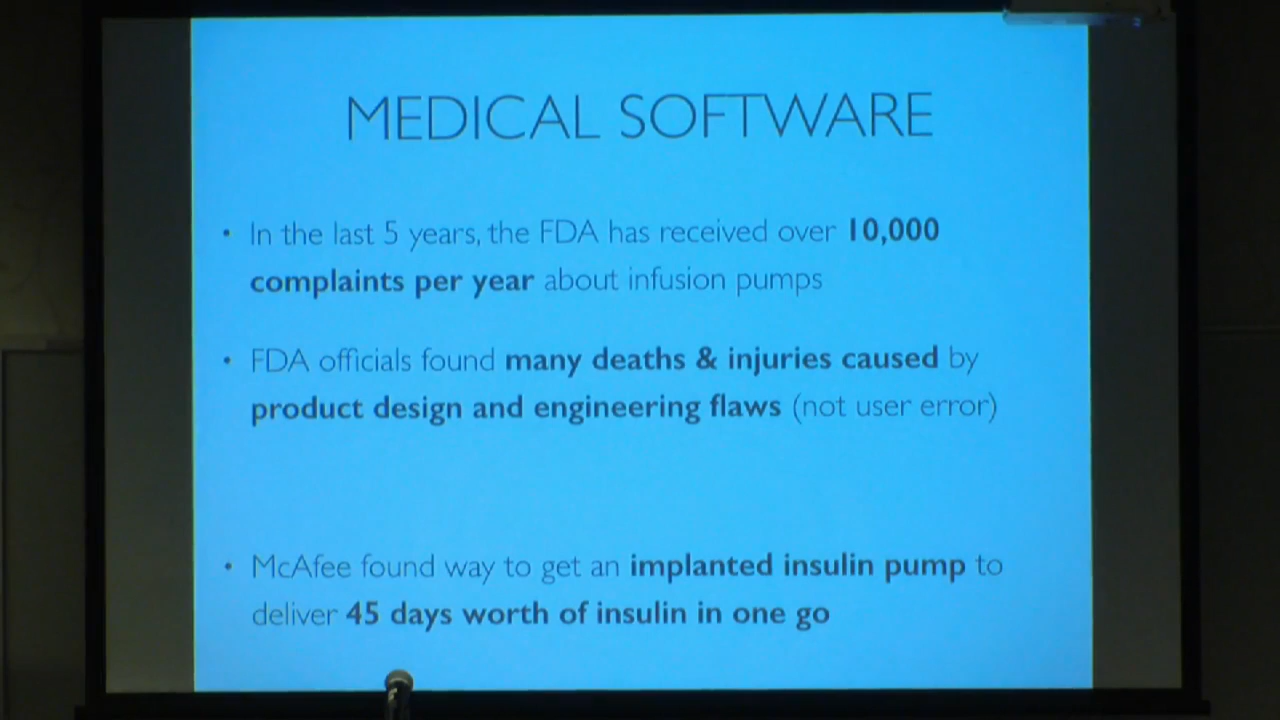 MEDICAL SOFTWARE
• In the last 5 years, the FDA has received over 10,000
complaints per year about infusion pumps
• FDA officials found many deaths & injuries caused by
product design and engineering flaws (not user error)
• McAfee found way to get an implanted insulin pump to
deliver 45 days worth of insulin in one go